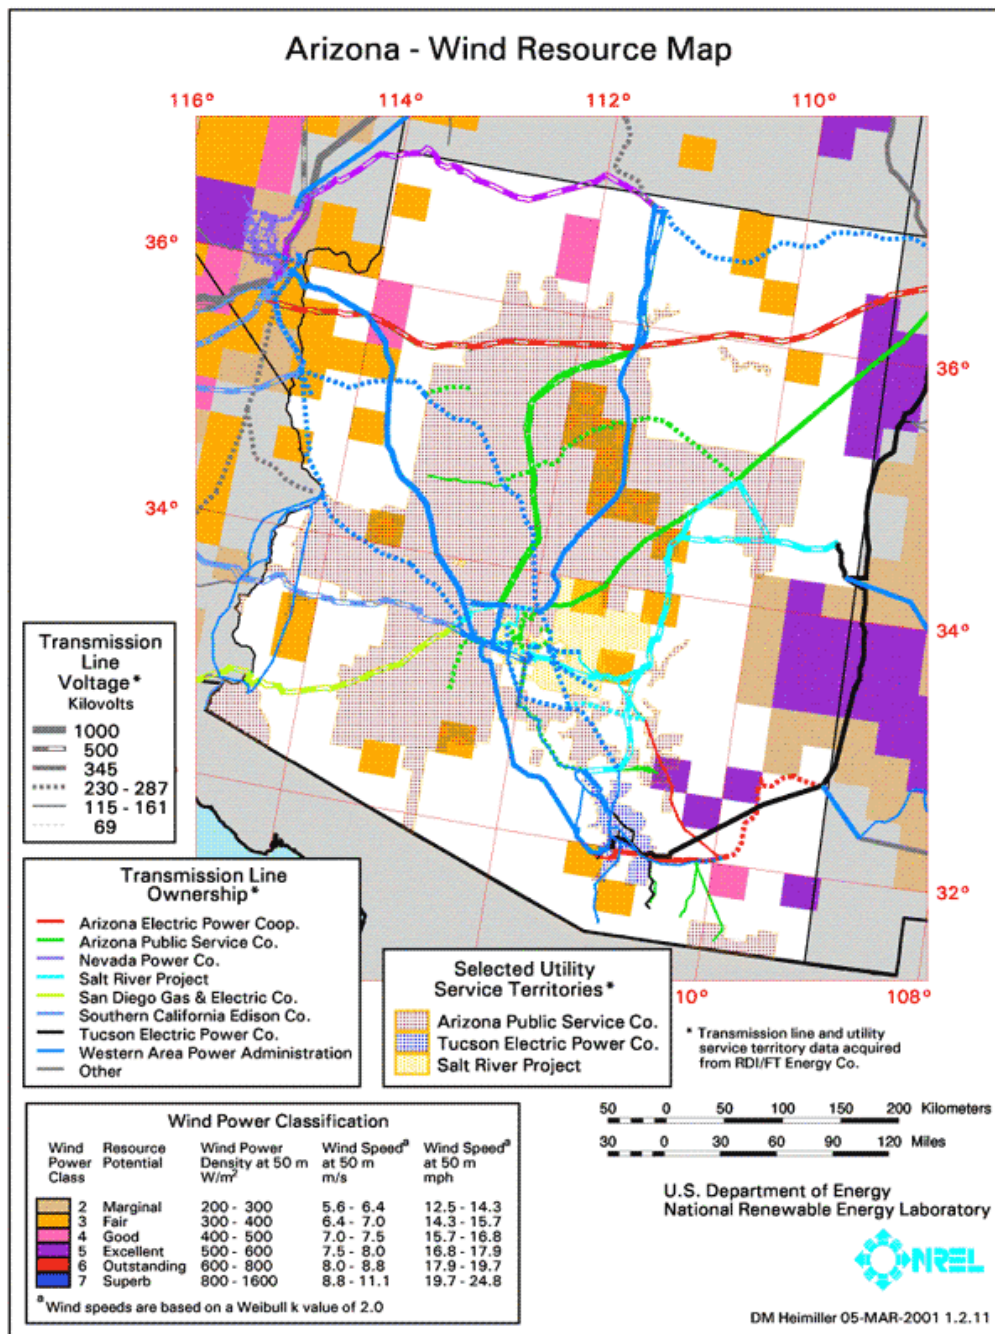 Arizona - Wind Resource Map
116° 114° 112° 110°
36°
36°
34°
34°
32°
10° 108°
Transmission
Line
Voltage*
Kilovolts
1000
500
345
230 - 287
115 - 161
69
Transmission Line
Ownership*
Arizona Electric Power Coop.
Arizona Public Service Co.
Nevada Power Co.
Salt River Project
San Diego Gas & Electric Co.
Southern California Edison Co.
Tucson Electric Power Co.
Western Area Power Administration
Other
Selected Utility
Service Territories*
Arizona Public Service Co.
Tucson Electric Power Co.
Salt River Project
* Transmission line and utility
service territory data acquired
from RDI/FT Energy Co.
Wind Power Classification
Wind Resource Wind Power Wind Speedᵃ Wind Speedᵃ
Power Potential Density at 50 m at 50 m at 50 m
Class W/m² m/s mph
2 Marginal 200 - 300 5.6 - 6.4 12.5 - 14.3
3 Fair 300 - 400 6.4 - 7.0 14.3 - 15.7
4 Good 400 - 500 7.0 - 7.5 15.7 - 16.8
5 Excellent 500 - 600 7.5 - 8.0 16.8 - 17.9
6 Outstanding 600 - 800 8.0 - 8.8 17.9 - 19.7
7 Superb 800 - 1600 8.8 - 11.1 19.7 - 24.8
ᵃ Wind speeds are based on a Weibull k value of 2.0
50 0 50 100 150 200 Kilometers
30 0 30 60 90 120 Miles
U.S. Department of Energy
National Renewable Energy Laboratory
NREL
DM Heimiller 05-MAR-2001 1.2.11